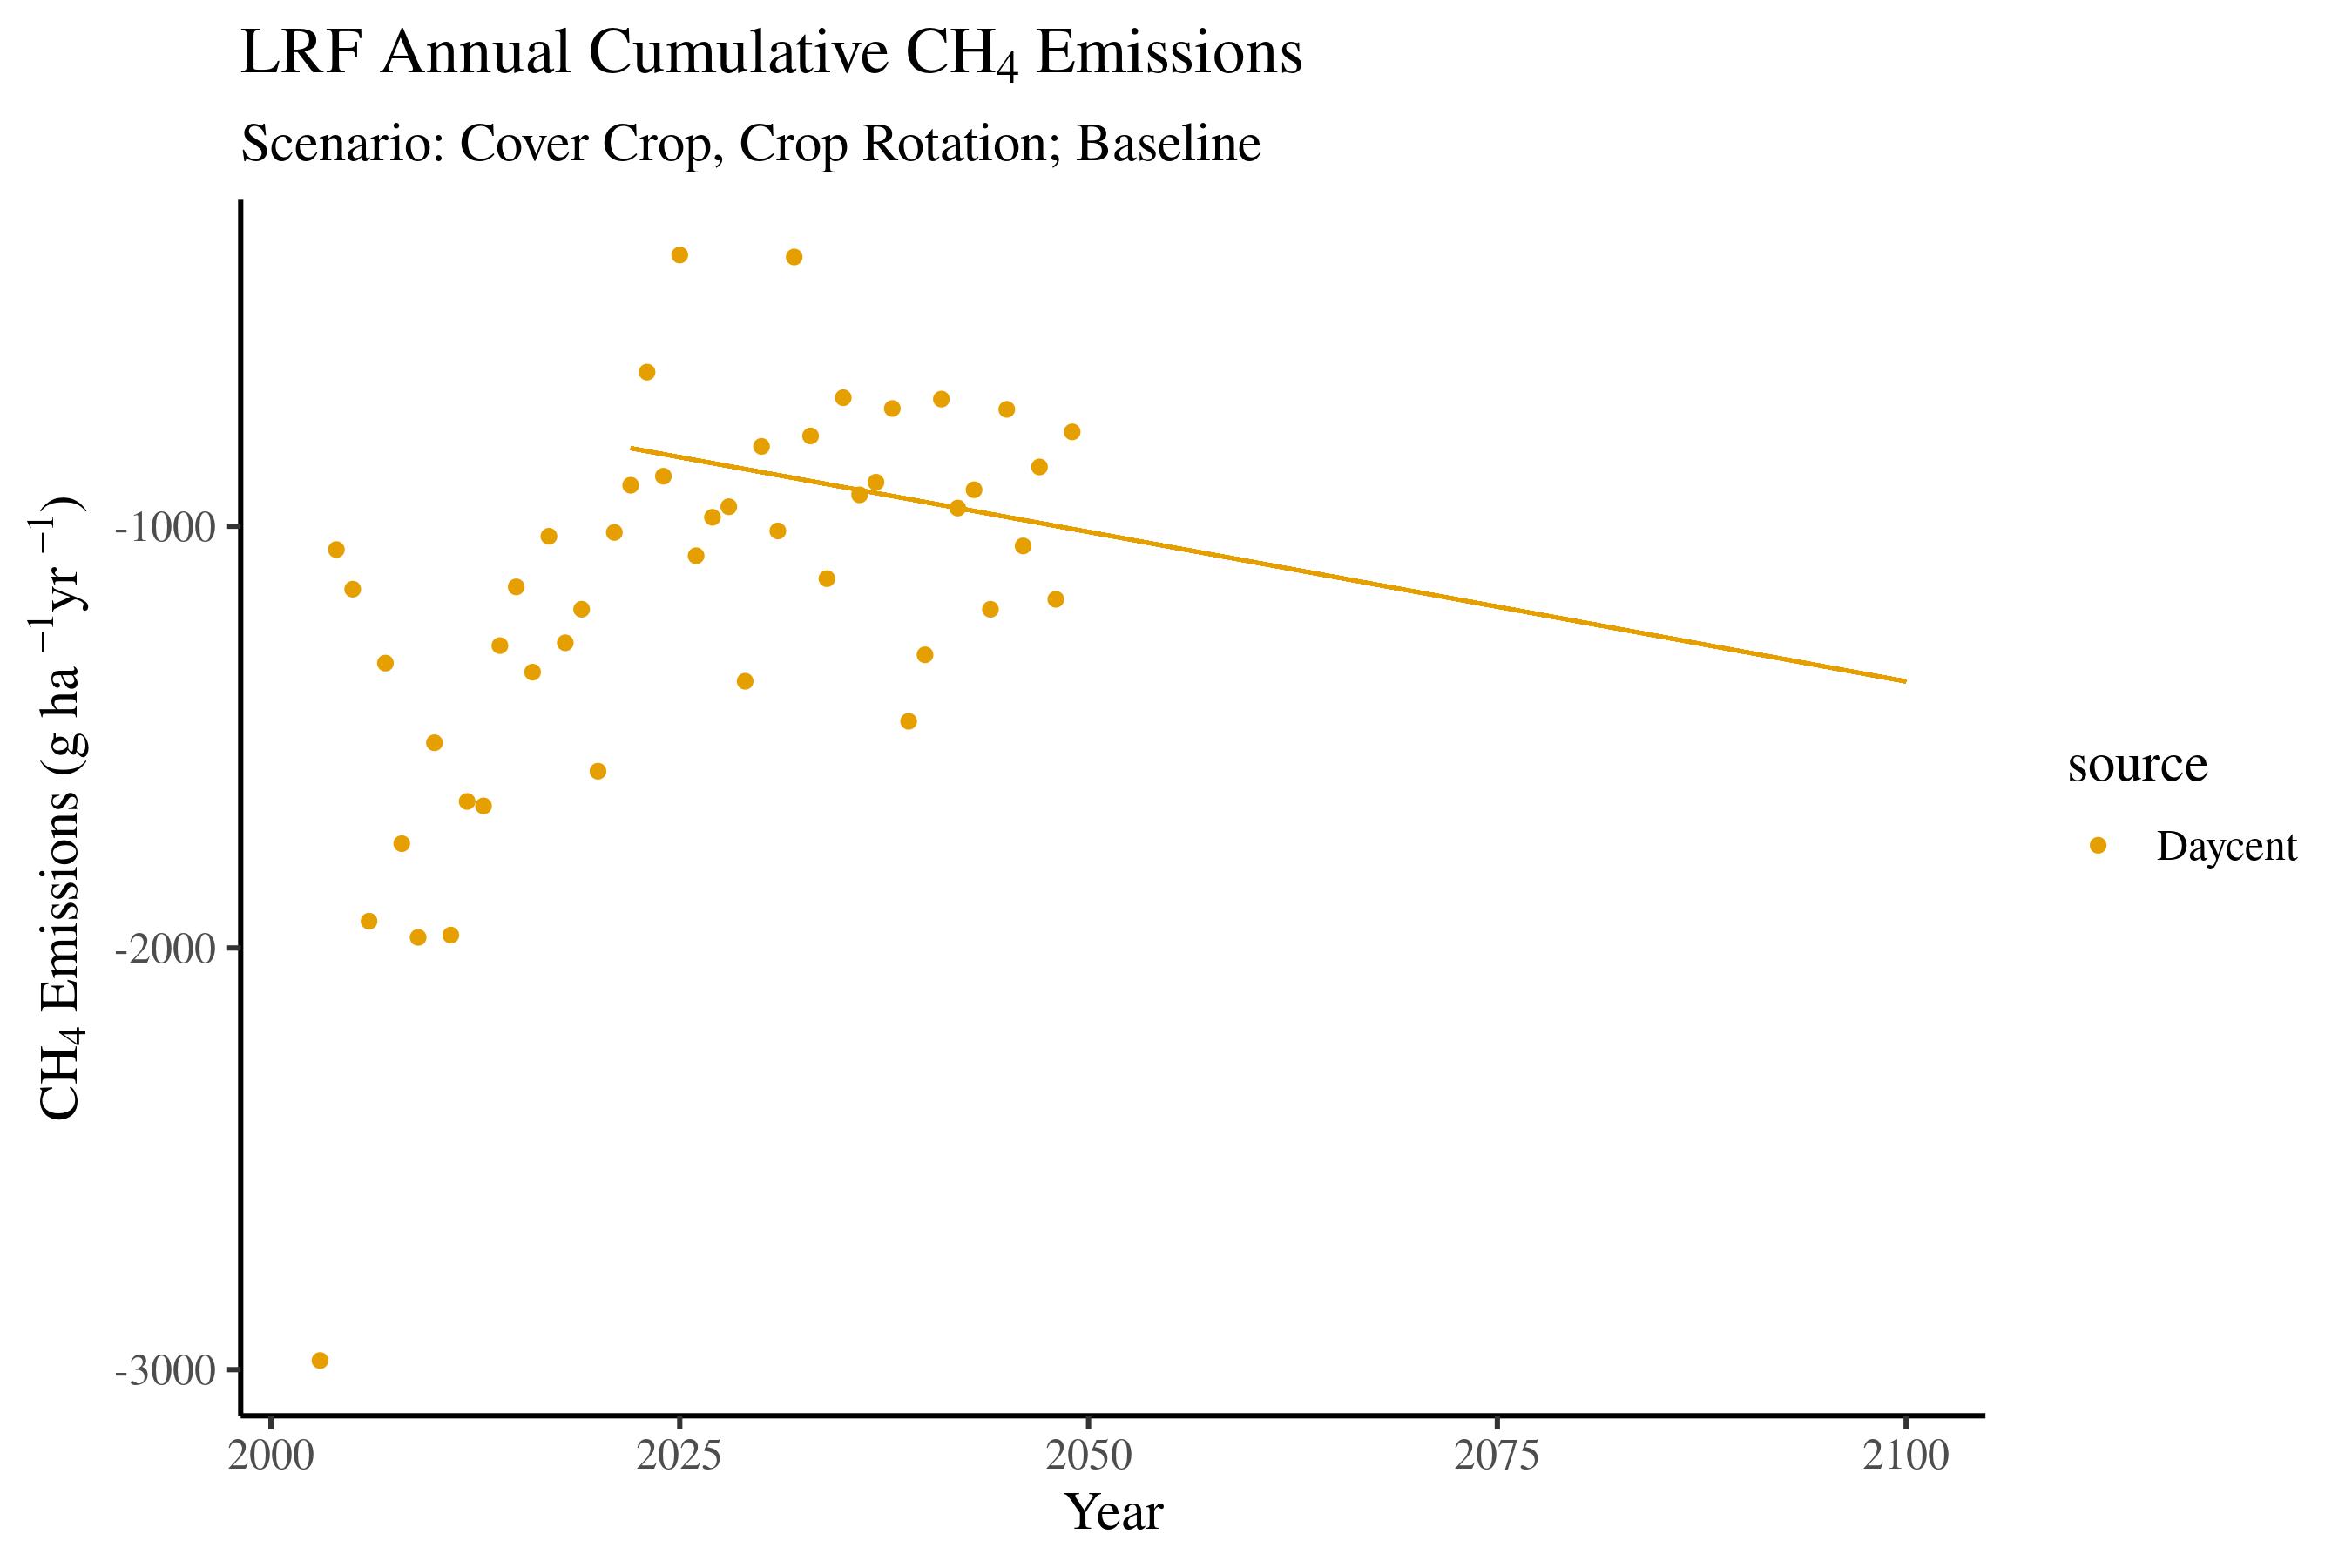 LRF Annual Cumulative CH₄ Emissions
Scenario: Cover Crop, Crop Rotation; Baseline
CH₄ Emissions (g ha ⁻¹yr ⁻¹)
-1000
-2000
-3000
2000 2025 2050 2075 2100
Year
source
Daycent